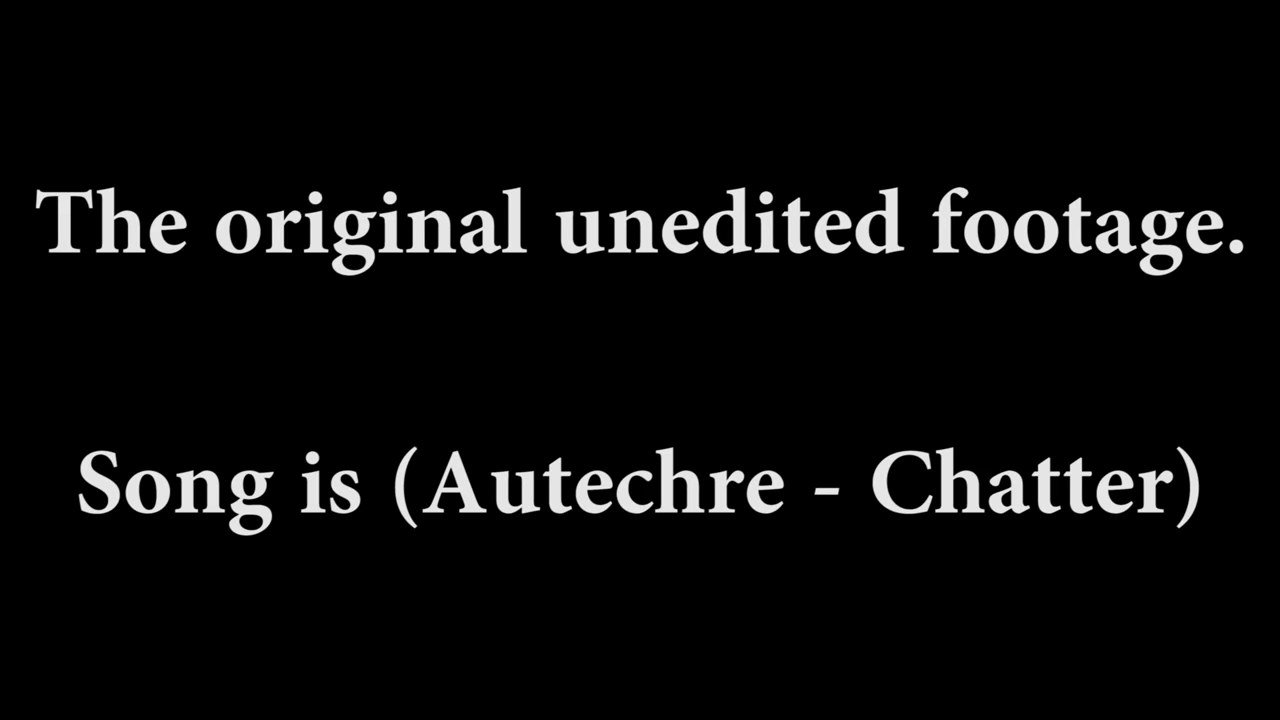 The original unedited footage.
Song is (Autechre - Chatter)